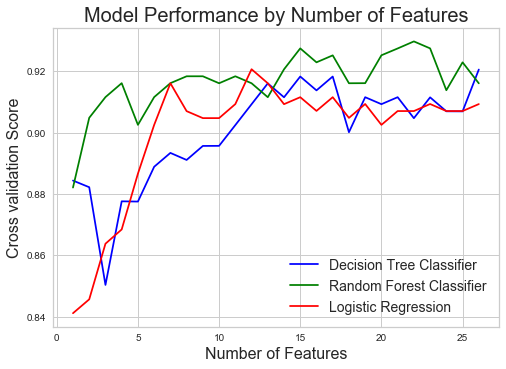 Model Performance by Number of Features
Cross validation Score
0.92
0.90
0.88
0.86
0.84
0
5
10
15
20
25
Number of Features
Decision Tree Classifier
Random Forest Classifier
Logistic Regression